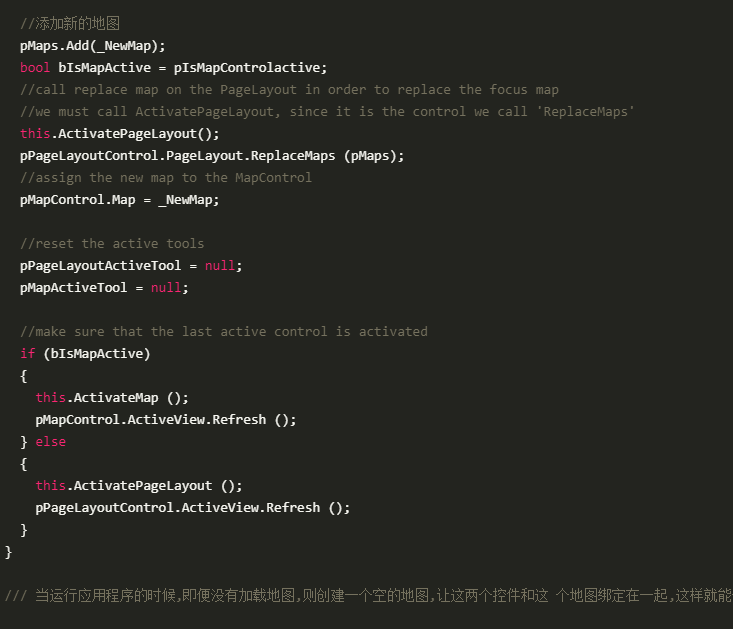 //添加新的地图
pMaps.Add(_NewMap);
bool bIsMapActive = pIsMapControlactive;
//call replace map on the PageLayout in order to replace the focus map
//we must call ActivatePageLayout, since it is the control we call 'ReplaceMaps'
this.ActivatePageLayout();
pPageLayoutControl.PageLayout.ReplaceMaps (pMaps);
//assign the new map to the MapControl
pMapControl.Map = _NewMap;
//reset the active tools
pPageLayoutActiveTool = null;
pMapActiveTool = null;
//make sure that the last active control is activated
if (bIsMapActive)
{
this.ActivateMap ();
pMapControl.ActiveView.Refresh ();
} else
{
this.ActivatePageLayout ();
pPageLayoutControl.ActiveView.Refresh ();
}
}
/// 当运行应用程序的时候,即便没有加载地图,则创建一个空的地图,让这两个控件和这 个地图绑定在一起,这样就能